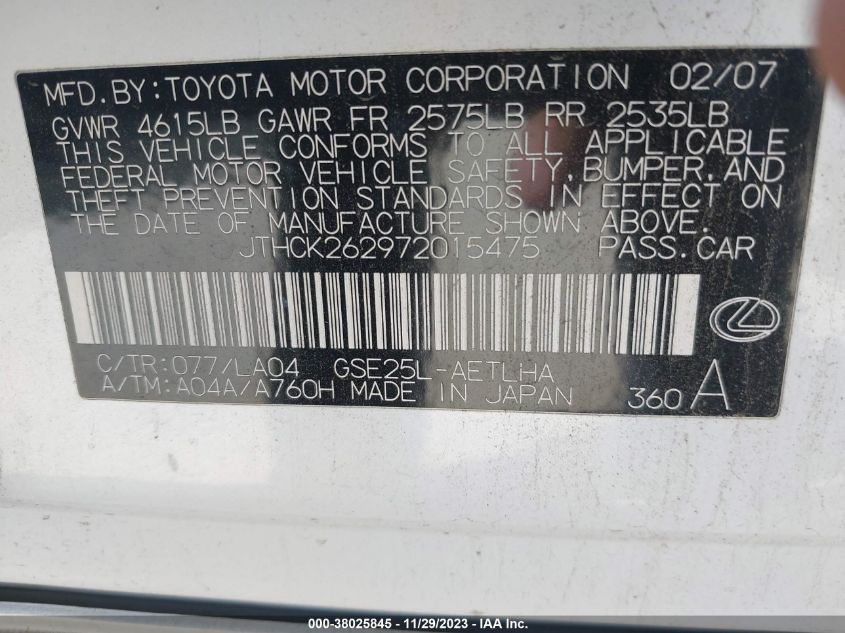 MFD.BY:TOYOTA MOTOR CORPORATION 02/07
GVWR 4615LB GAWR FR 2575LB RR 2535LB
THIS VEHICLE CONFORMS TO ALL APPLICABLE
FEDERAL MOTOR VEHICLE SAFETY,BUMPER,AND
THEFT PREVENTION STANDARDS IN EFFECT ON
THE DATE OF MANUFACTURE SHOWN ABOVE.
JTHCK262972015475 PASS.CAR
C/TR:077/LA04 GSE25L-AETLHA
A/TM:A04A/A760H MADE IN JAPAN 360 A
000-38025845 - 11/29/2023 - IAA Inc.